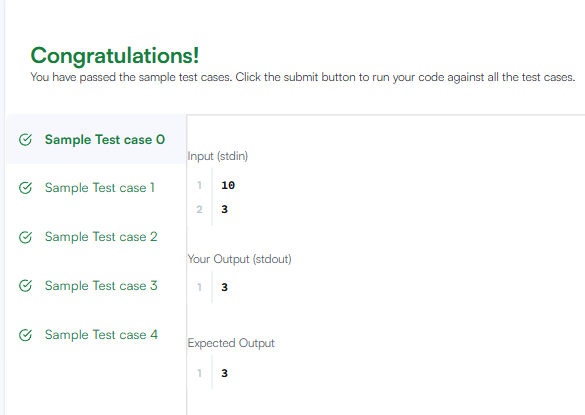 Congratulations!
You have passed the sample test cases. Click the submit button to run your code against all the test cases.
Sample Test case 0
Sample Test case 1
Sample Test case 2
Sample Test case 3
Sample Test case 4
Input (stdin)
1 10
2 3
Your Output (stdout)
1 3
Expected Output
1 3